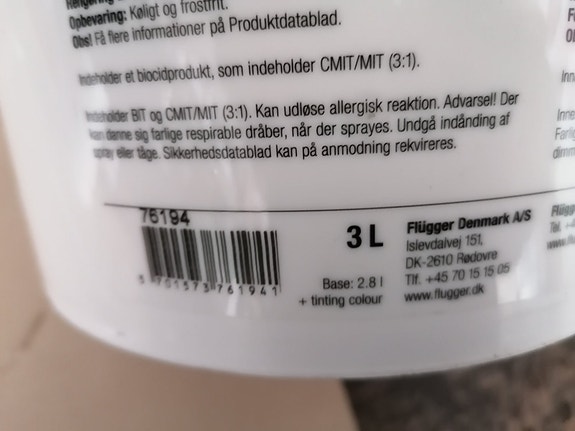 Opbevaring: Køligt og frostfrit.
Obs! Få flere informationer på Produktdatablad.
Indeholder et biocidprodukt, som indeholder CMIT/MIT (3:1).
Indeholder BIT og CMIT/MIT (3:1). Kan udløse allergisk reaktion. Advarsel! Der
kan danne sig farlige respirable dråber, når der sprayes. Undgå indånding af
spray eller tåge. Sikkerhedsdatablad kan på anmodning rekvireres.
76194
5 701573 761941
3 L
Base: 2.8 l
+ tinting colour
Flügger Denmark A/S
Islevdalvej 151,
DK-2610 Rødovre
Tlf. +45 70 15 15 05
www.flugger.dk